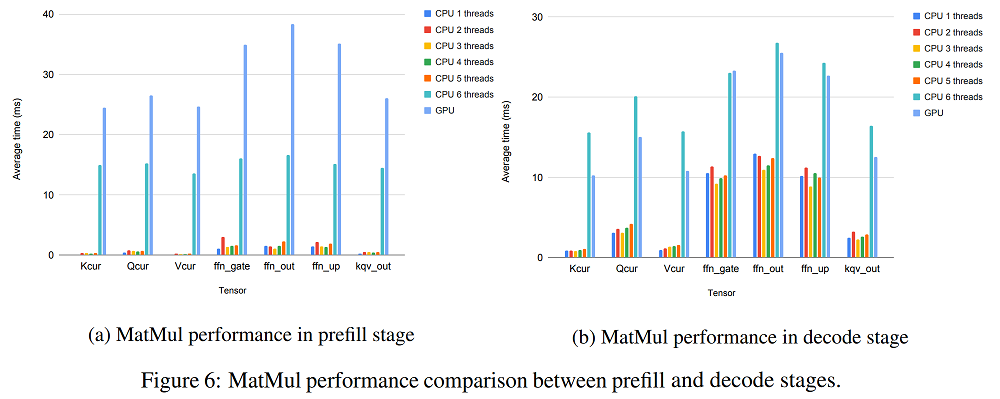 40
30
20
10
0
Average time (ms)
Kcur
Qcur
Vcur
ffn_gate
ffn_out
ffn_up
kqv_out
Tensor
CPU 1 threads
CPU 2 threads
CPU 3 threads
CPU 4 threads
CPU 5 threads
CPU 6 threads
GPU
(a) MatMul performance in prefill stage
30
20
10
0
Average time (ms)
Kcur
Qcur
Vcur
ffn_gate
ffn_out
ffn_up
kqv_out
Tensor
CPU 1 threads
CPU 2 threads
CPU 3 threads
CPU 4 threads
CPU 5 threads
CPU 6 threads
GPU
(b) MatMul performance in decode stage
Figure 6: MatMul performance comparison between prefill and decode stages.